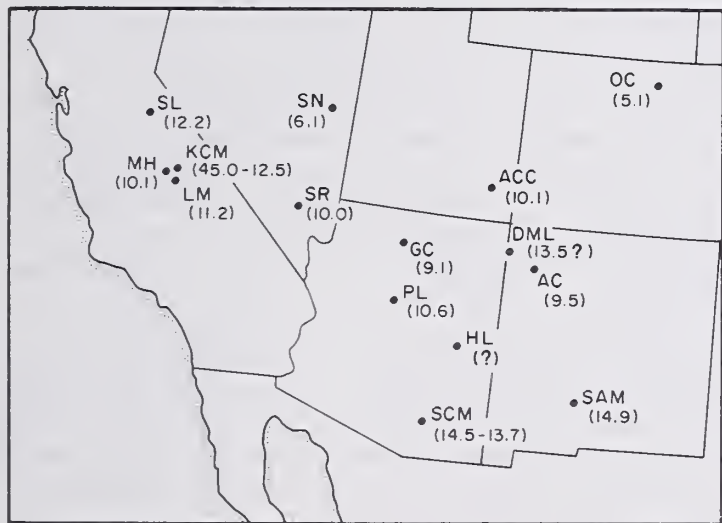 OC
(5.1)
SL
(12.2)
SN
(6.1)
KCM
(45.0-12.5)
MH
(10.1)
LM
(11.2)
ACC
(10.1)
SR
(10.0)
DML
(13.5?)
GC
(9.1)
AC
(9.5)
PL
(10.6)
HL
(?)
SAM
(14.9)
SCM
(14.5-13.7)